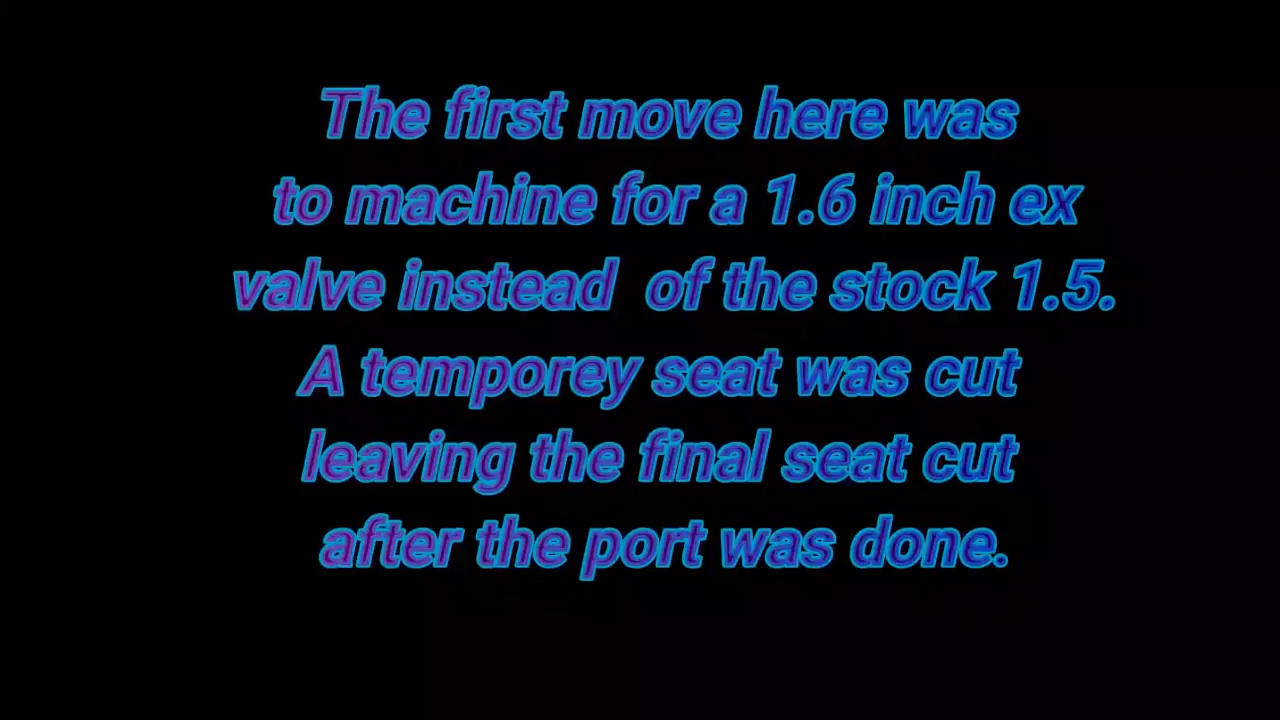 The first move here was
to machine for a 1.6 inch ex
valve instead  of the stock 1.5.
A temporey seat was cut
leaving the final seat cut
after the port was done.